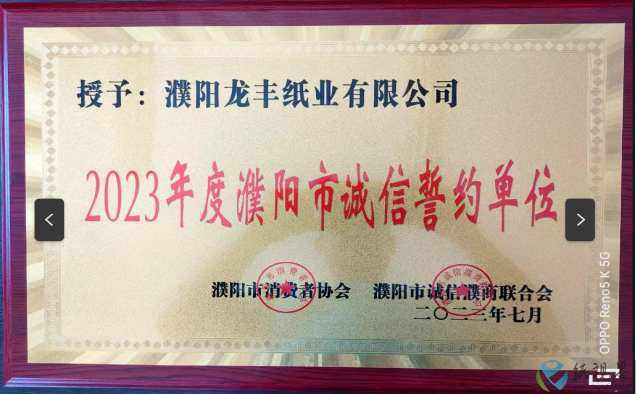 授予：濮阳龙丰纸业有限公司
2023年度濮阳市诚信誓约单位
濮阳市消费者协会 濮阳市诚信濮商联合会
二〇二三年七月
OPPO Reno5 K 5G